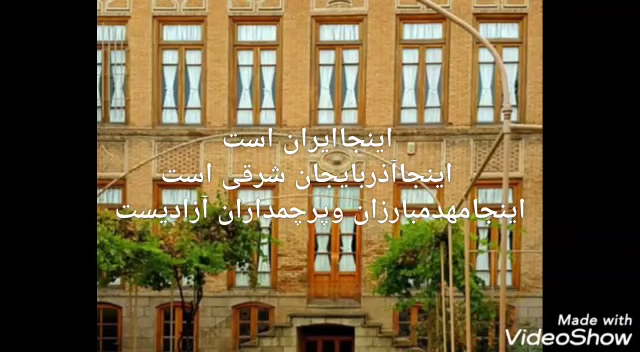 اینجاایران است
اینجاآذربایجان شرقی است
اینجامهدمبارزان وپرچمداران آزادیست
Made with
VideoShow